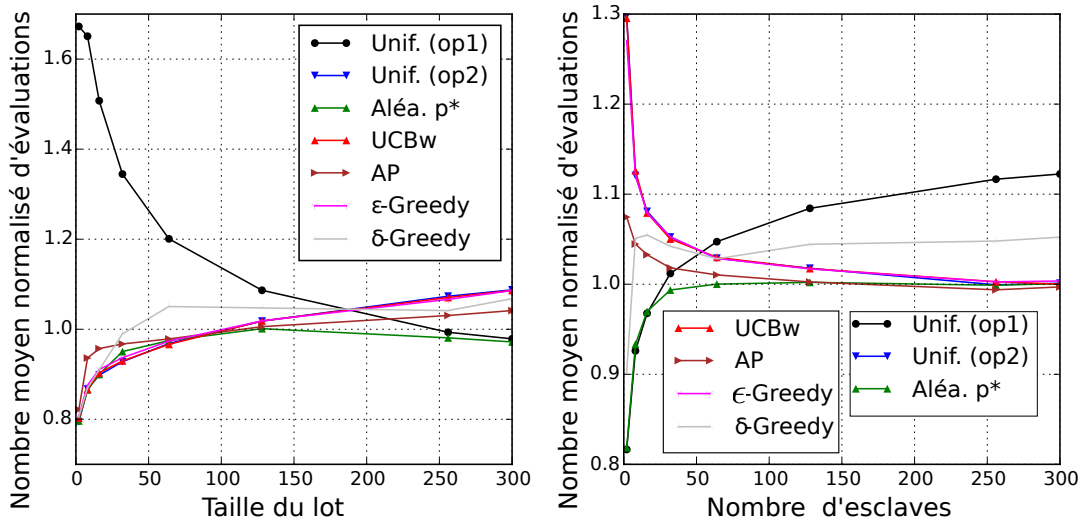 Nombre moyen normalisé d'évaluations
1.6
1.4
1.2
1.0
0.8
0 50 100 150 200 250 300
Taille du lot
Unif. (op1)
Unif. (op2)
Aléa. p*
UCBw
AP
ε-Greedy
δ-Greedy
Nombre moyen normalisé d'évaluations
1.3
1.2
1.1
1.0
0.9
0.8
0 50 100 150 200 250 300
Nombre d'esclaves
UCBw
AP
ϵ-Greedy
δ-Greedy
Unif. (op1)
Unif. (op2)
Aléa. p*